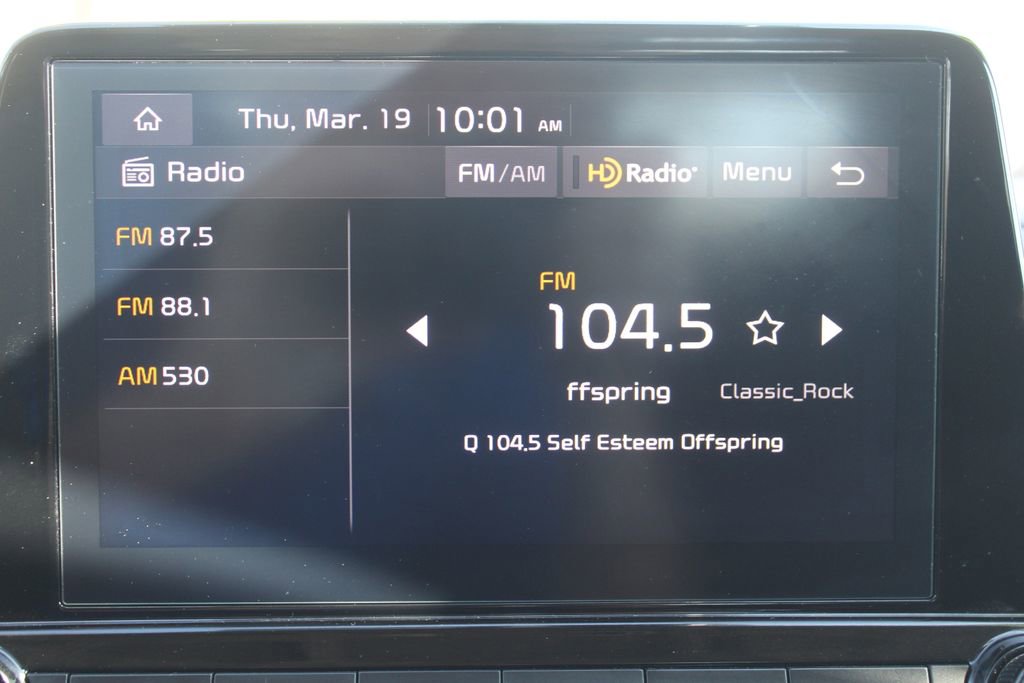 Thu, Mar. 19 10:01 AM
Radio FM/AM HD Radio Menu
FM 87.5
FM 88.1
AM 530
FM
104.5
ffspring Classic_Rock
Q 104.5 Self Esteem Offspring